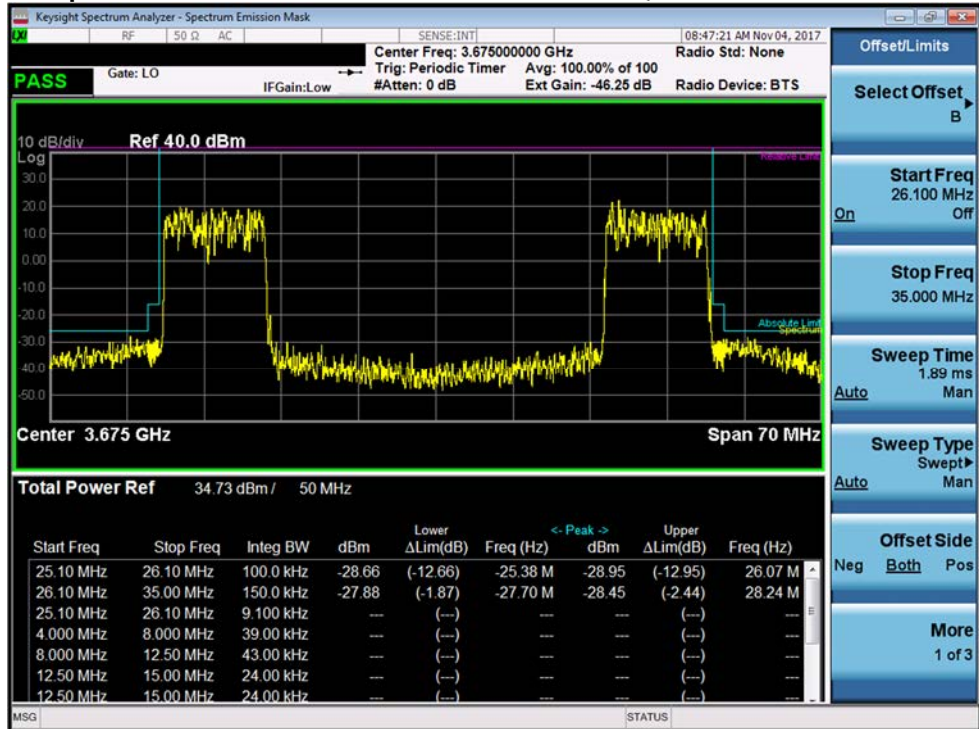 Keysight Spectrum Analyzer - Spectrum Emission Mask
LXI RF 50 Ω AC SENSE:INT 08:47:21 AM Nov 04, 2017
Center Freq: 3.675000000 GHz Radio Std: None
Gate: LO Trig: Periodic Timer Avg: 100.00% of 100
PASS IFGain:Low #Atten: 0 dB Ext Gain: -46.25 dB Radio Device: BTS
10 dB/div Ref 40.0 dBm
Log
Relative Limit
30.0
20.0
10.0
0.00
-10.0
-20.0
Absolute Limit
Spectrum
-30.0
-40.0
-50.0
Center 3.675 GHz Span 70 MHz
Total Power Ref 34.73 dBm / 50 MHz
Lower <- Peak -> Upper
Start Freq Stop Freq Integ BW dBm ΔLim(dB) Freq (Hz) dBm ΔLim(dB) Freq (Hz)
25.10 MHz 26.10 MHz 100.0 kHz -28.66 (-12.66) -25.38 M -28.95 (-12.95) 26.07 M
26.10 MHz 35.00 MHz 150.0 kHz -27.88 (-1.87) -27.70 M -28.45 (-2.44) 28.24 M
25.10 MHz 26.10 MHz 9.100 kHz --- (---) --- --- (---) ---
4.000 MHz 8.000 MHz 39.00 kHz --- (---) --- --- (---) ---
8.000 MHz 12.50 MHz 43.00 kHz --- (---) --- --- (---) ---
12.50 MHz 15.00 MHz 24.00 kHz --- (---) --- --- (---) ---
12.50 MHz 15.00 MHz 24.00 kHz --- (---) --- --- (---) ---
MSG STATUS
Offset/Limits
Select Offset
B
Start Freq
26.100 MHz
On Off
Stop Freq
35.000 MHz
Sweep Time
1.89 ms
Auto Man
Sweep Type
Swept
Auto Man
Offset Side
Neg Both Pos
More
1 of 3